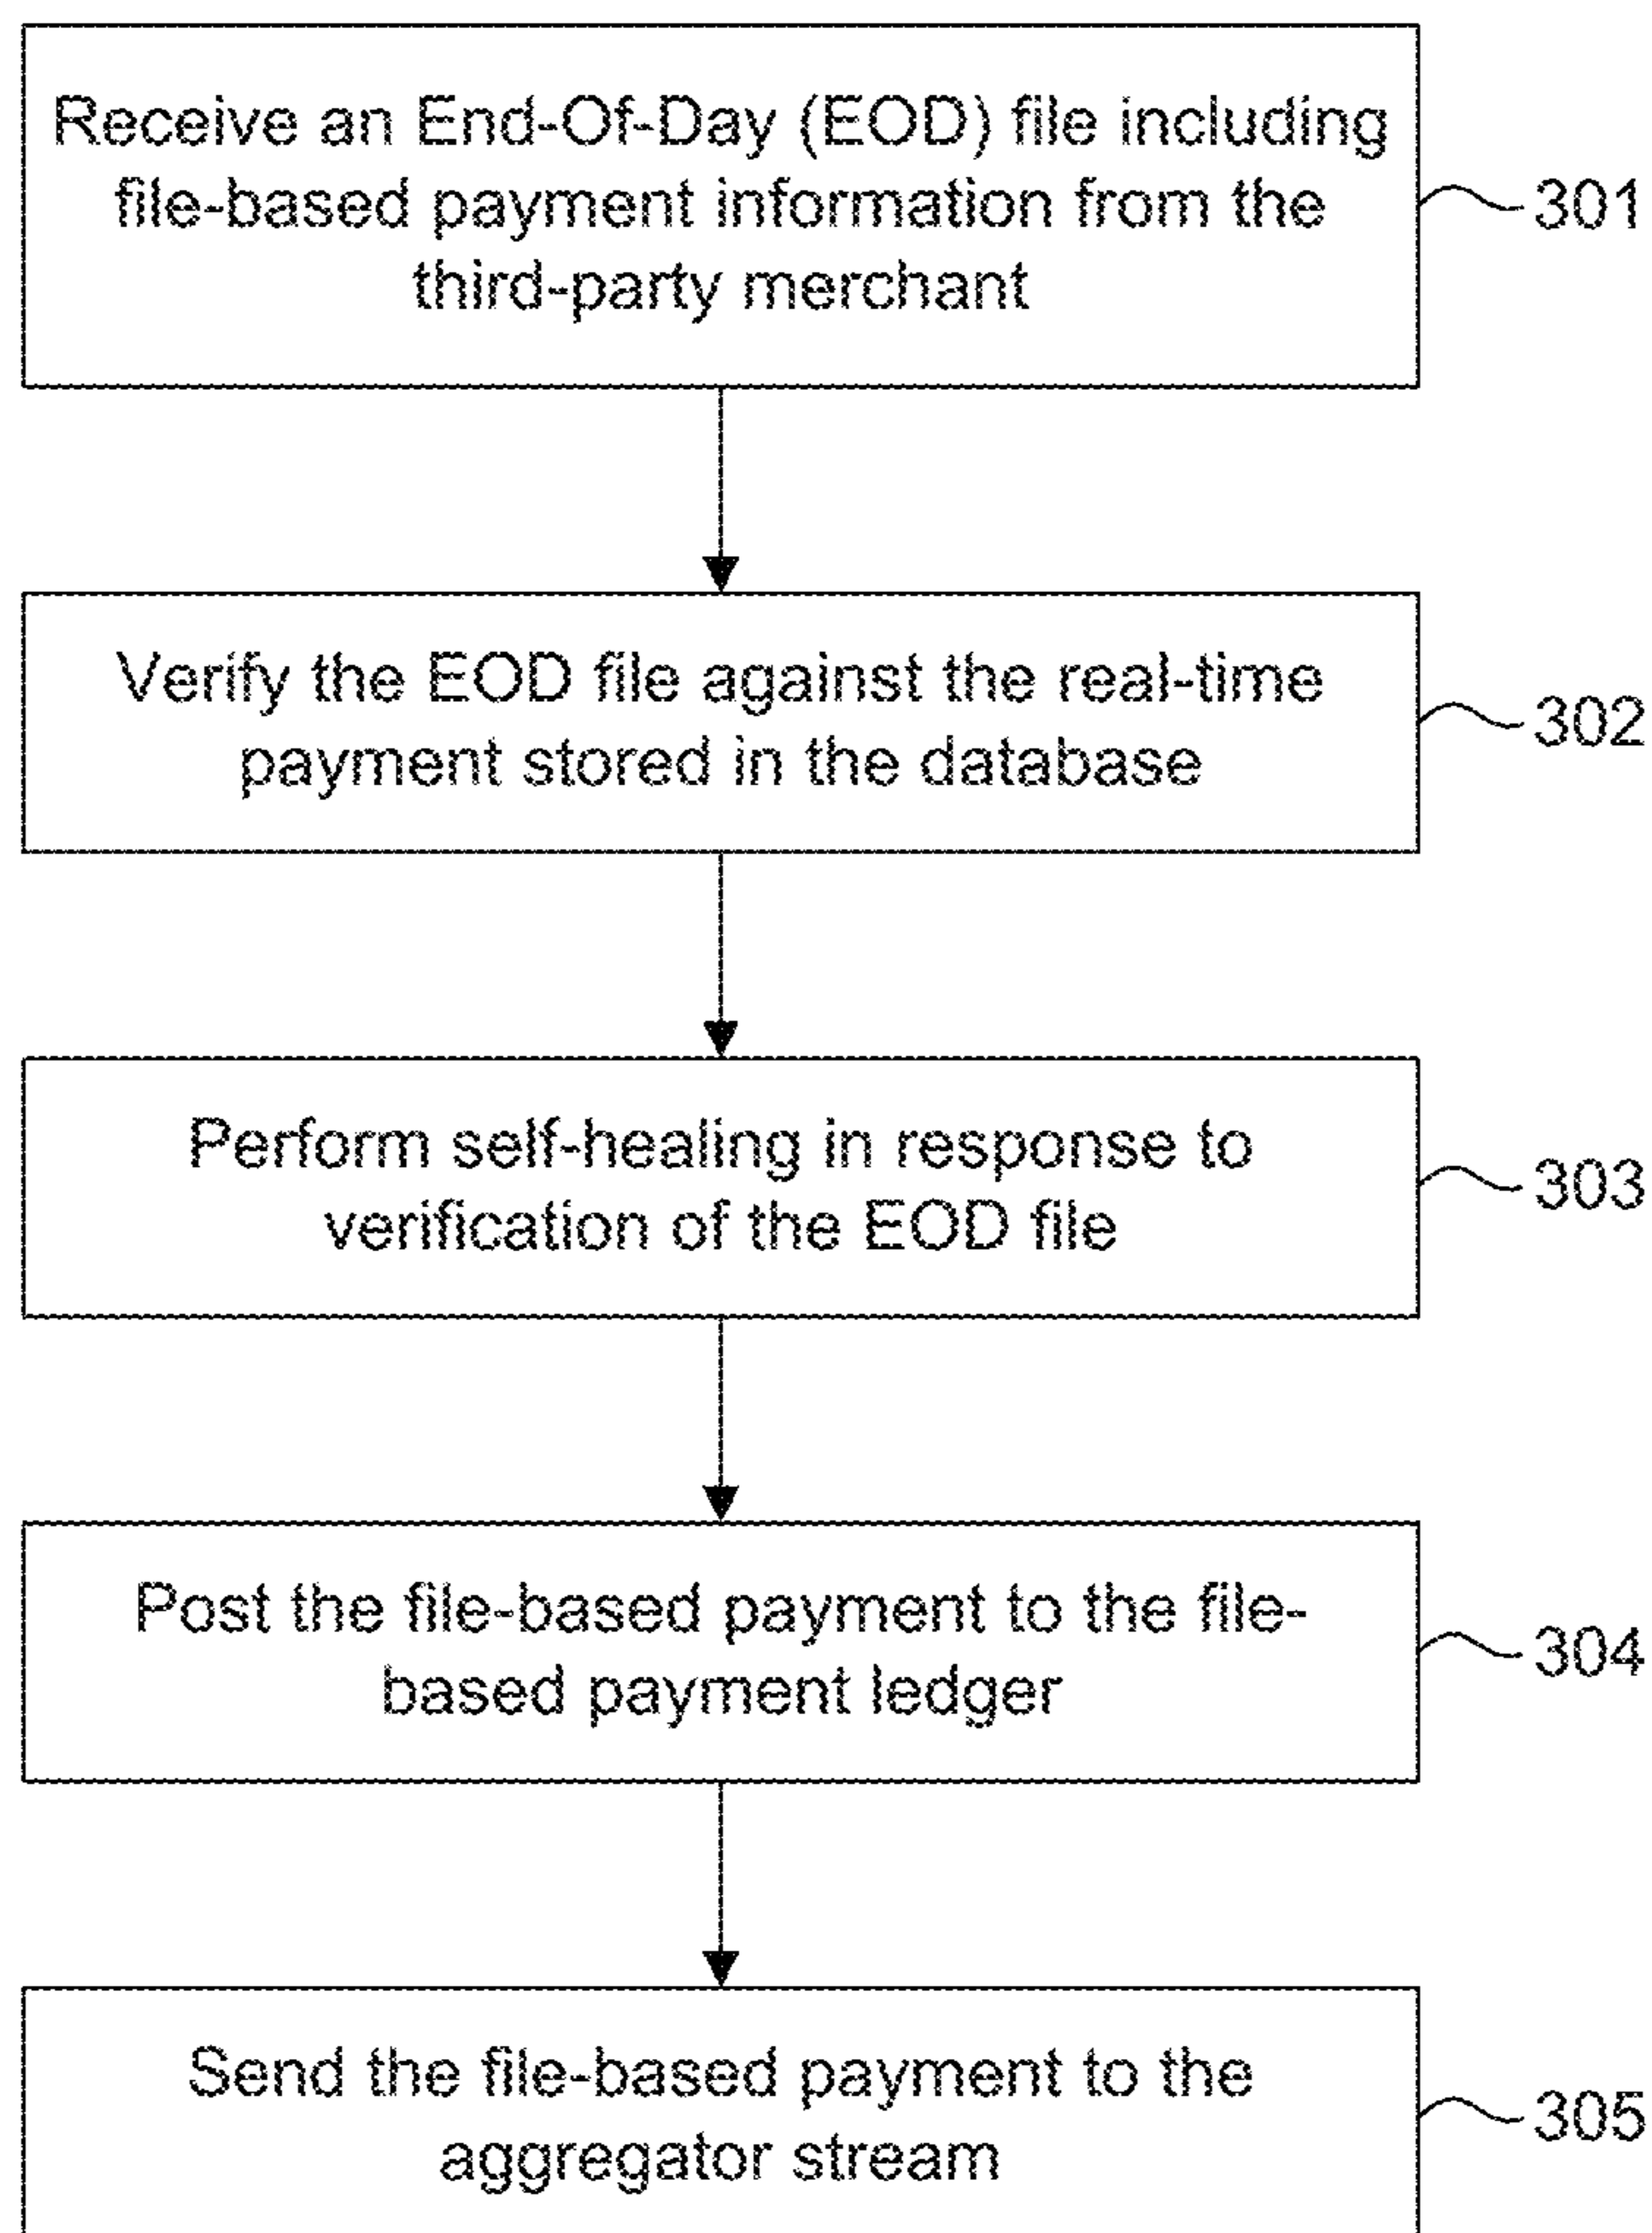 Receive an End-Of-Day (EOD) file including
file-based payment information from the
third-party merchant
301
Verify the EOD file against the real-time
payment stored in the database
302
Perform self-healing in response to
verification of the EOD file
303
Post the file-based payment to the file-
based payment ledger
304
Send the file-based payment to the
aggregator stream
305